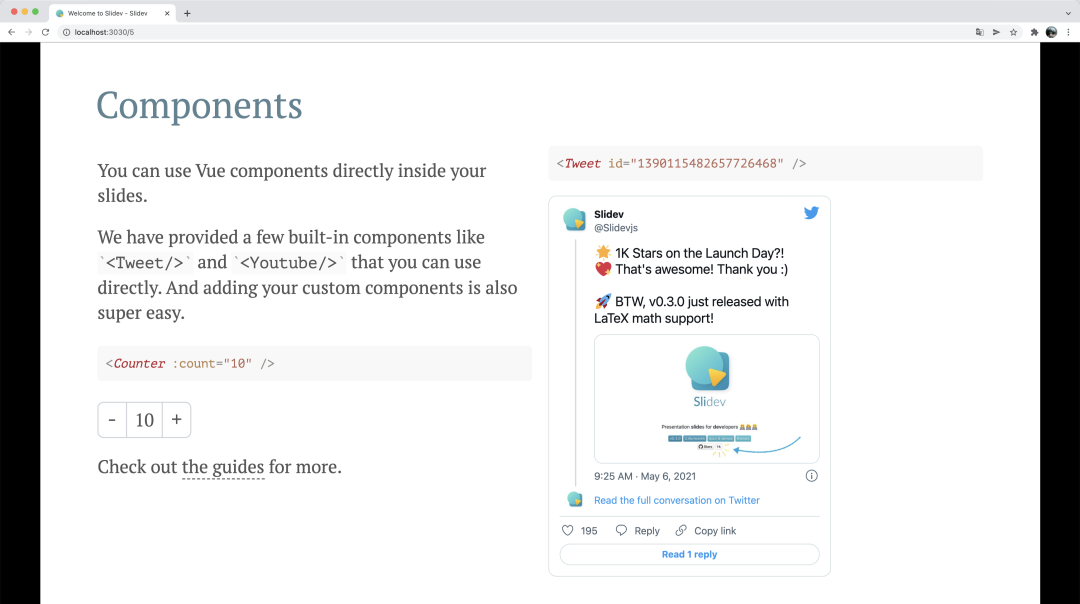 Welcome to Slidev - Slidev
localhost:3030/5
Components
You can use Vue components directly inside your
slides.
We have provided a few built-in components like
`<Tweet/>` and `<Youtube/>` that you can use
directly. And adding your custom components is also
super easy.
<Counter :count="10" />
- 10 +
Check out the guides for more.
<Tweet id="1390115482657726468" />
Slidev
@Slidevjs
🌟 1K Stars on the Launch Day?!
💖 That's awesome! Thank you :)
🚀 BTW, v0.3.0 just released with
LaTeX math support!
Slidev
Presentation slides for developers
9:25 AM · May 6, 2021
Read the full conversation on Twitter
195 Reply Copy link
Read 1 reply